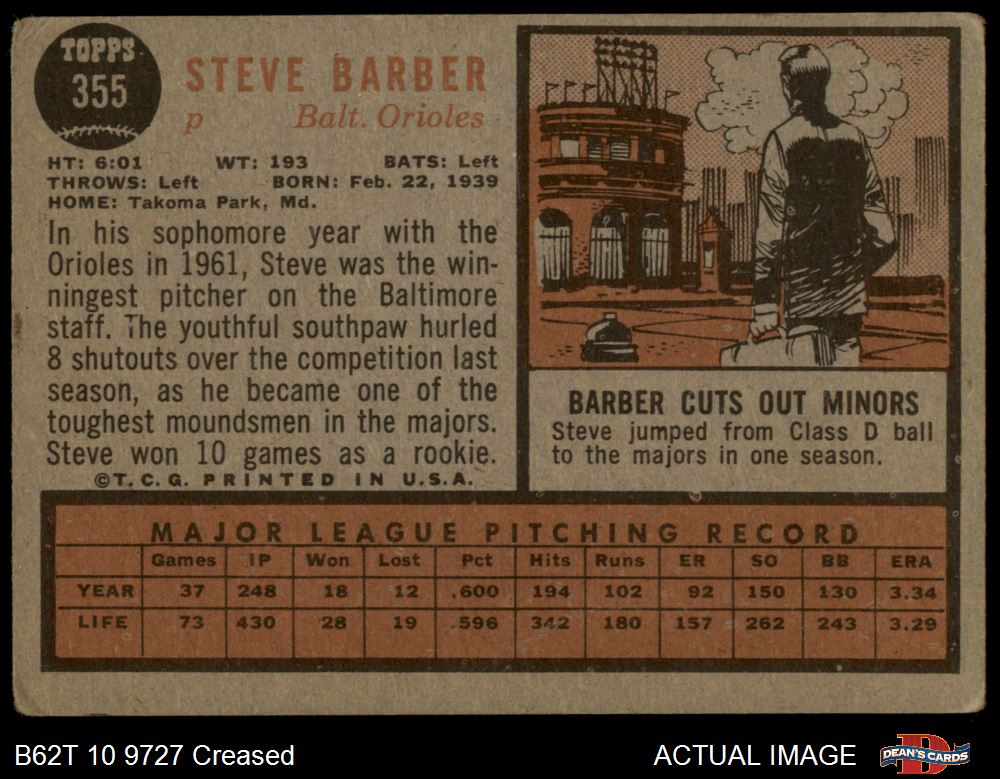 TOPPS
355
STEVE BARBER
p Balt. Orioles
HT: 6:01 WT: 193 BATS: Left
THROWS: Left BORN: Feb. 22, 1939
HOME: Takoma Park, Md.
In his sophomore year with the
Orioles in 1961, Steve was the win-
ningest pitcher on the Baltimore
staff. The youthful southpaw hurled
8 shutouts over the competition last
season, as he became one of the
toughest moundsmen in the majors.
Steve won 10 games as a rookie.
©T.C.G. PRINTED IN U.S.A.
BARBER CUTS OUT MINORS
Steve jumped from Class D ball
to the majors in one season.
MAJOR LEAGUE PITCHING RECORD
Games IP Won Lost Pct Hits Runs ER SO BB ERA
YEAR 37 248 18 12 .600 194 102 92 150 130 3.34
LIFE 73 430 28 19 .596 342 180 157 262 243 3.29
B62T 10 9727 Creased ACTUAL IMAGE DEAN'S CARDS